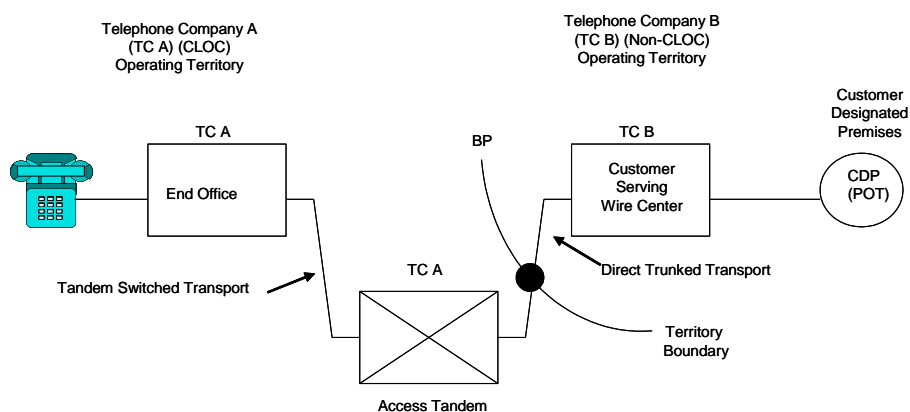 Telephone Company A
(TC A) (CLOC)
Operating Territory
Telephone Company B
(TC B) (Non-CLOC)
Operating Territory
Customer
Designated
Premises
TC A
End Office
BP
TC B
Customer
Serving
Wire Center
CDP
(POT)
Tandem Switched Transport
TC A
Direct Trunked Transport
Territory
Boundary
Access Tandem